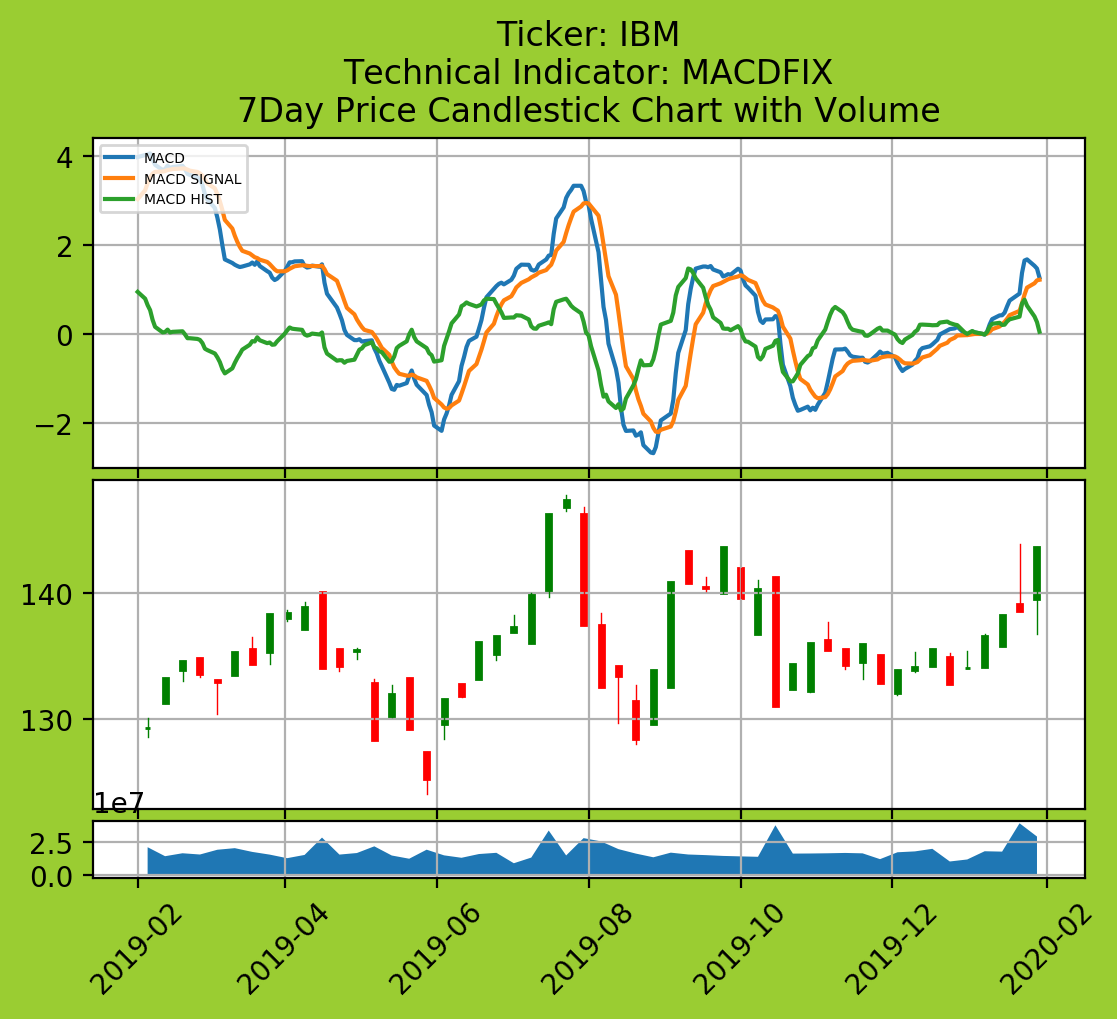 Ticker: IBM
Technical Indicator: MACDFIX
7Day Price Candlestick Chart with Volume
MACD
MACD SIGNAL
MACD HIST
4
2
0
−2
140
130
1e7
2.5
0.0
2019-02
2019-04
2019-06
2019-08
2019-10
2019-12
2020-02